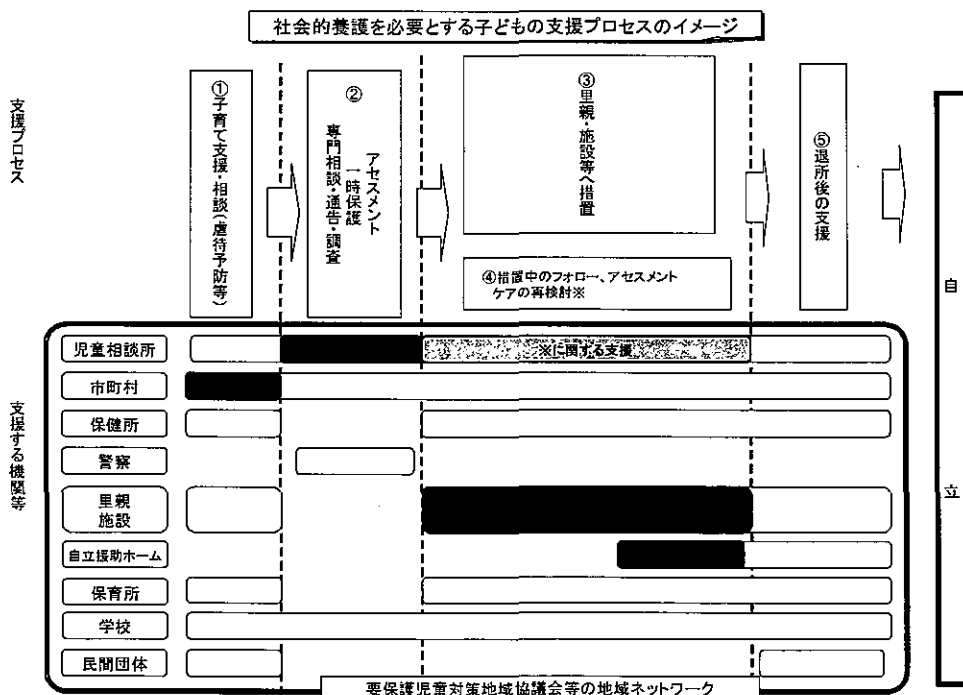 社会的養護を必要とする子どもの支援プロセスのイメージ
支援プロセス
①子育て支援・相談(虐待予防等)
②
専門相談・通告・調査
一時保護
アセスメント
③里親・施設等へ措置
④措置中のフォロー、アセスメント
ケアの再検討※
⑤退所後の支援
自立
支援する機関等
児童相談所
※に関する支援
市町村
保健所
警察
里親
施設
自立援助ホーム
保育所
学校
民間団体
要保護児童対策地域協議会等の地域ネットワーク